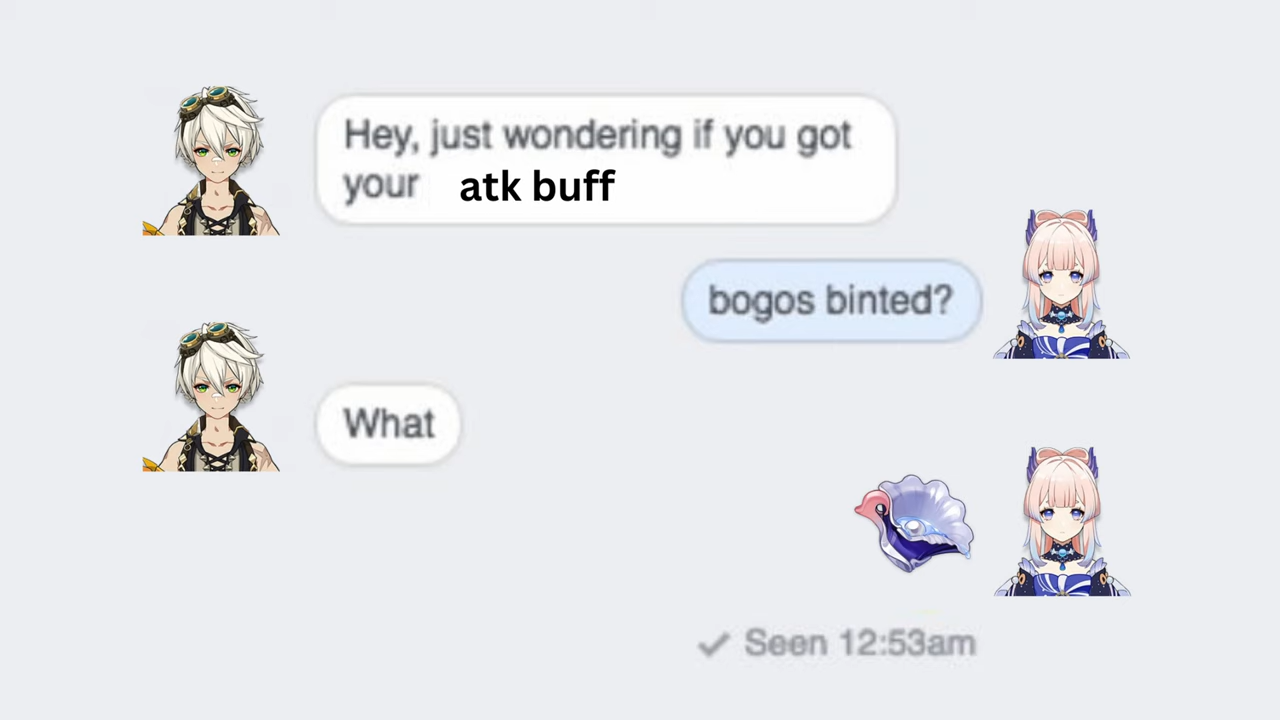 Hey, just wondering if you got
your atk buff
bogos binted?
What
Seen 12:53am